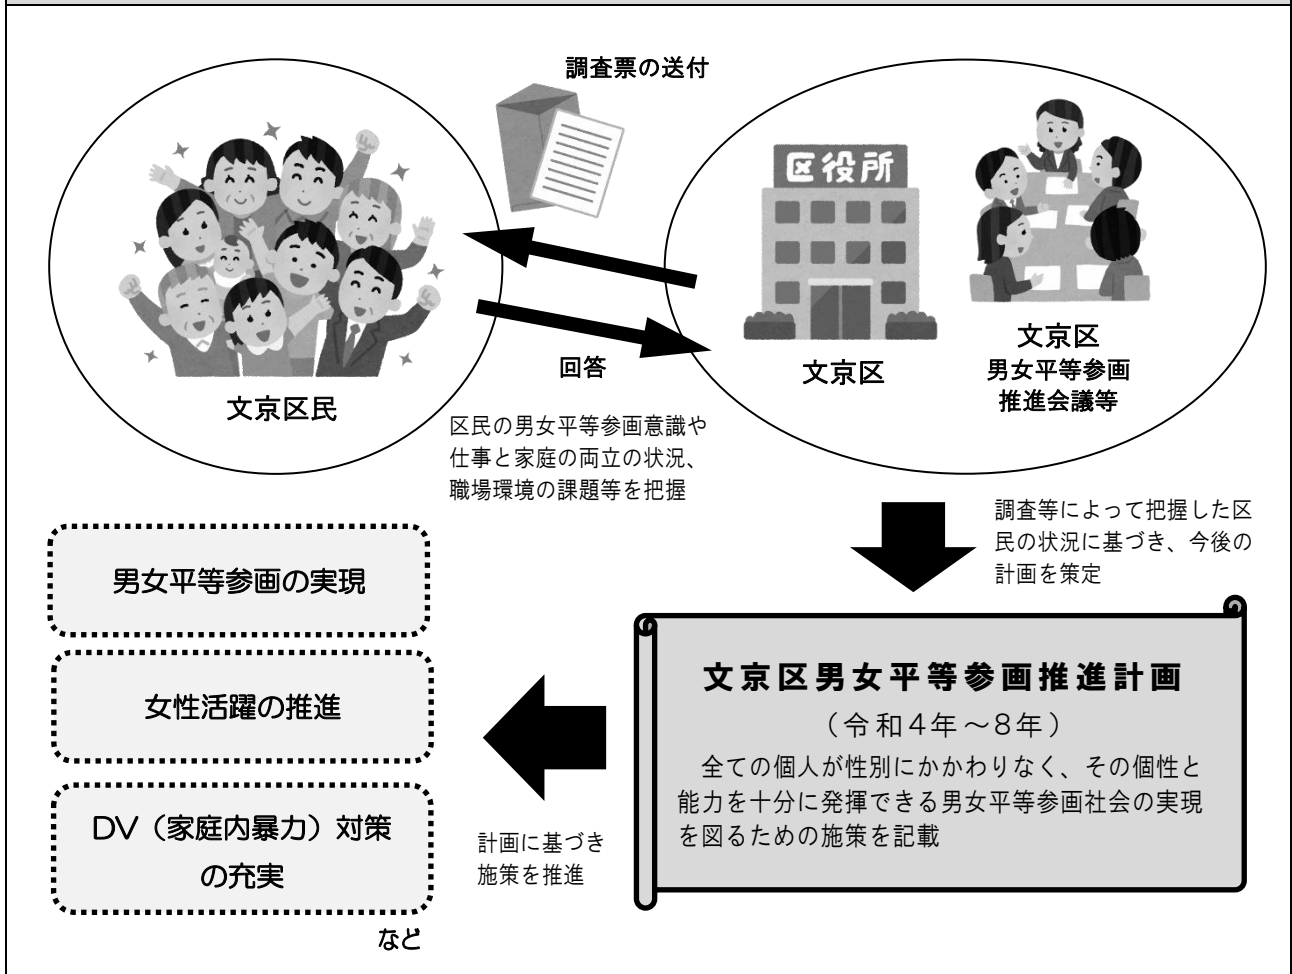 調査票の送付
区役所
文京区民
文京区
文京区
男女平等参画
推進会議等
回答
区民の男女平等参画意識や
仕事と家庭の両立の状況、
職場環境の課題等を把握
調査等によって把握した区
民の状況に基づき、今後の
計画を策定
文京区男女平等参画推進計画
（令和4年～8年）
全ての個人が性別にかかわりなく、その個性と
能力を十分に発揮できる男女平等参画社会の実現
を図るための施策を記載
計画に基づき
施策を推進
男女平等参画の実現
女性活躍の推進
DV（家庭内暴力）対策
の充実
など